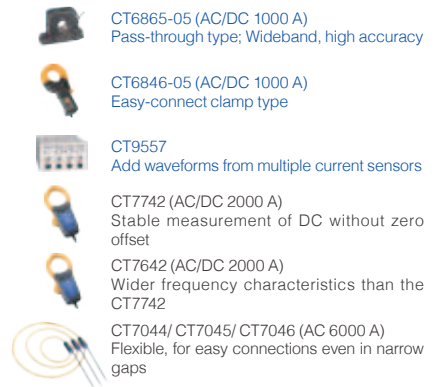 CT6865-05 (AC/DC 1000 A)
Pass-through type; Wideband, high accuracy
CT6846-05 (AC/DC 1000 A)
Easy-connect clamp type
CT9557
Add waveforms from multiple current sensors
CT7742 (AC/DC 2000 A)
Stable measurement of DC without zero
offset
CT7642 (AC/DC 2000 A)
Wider frequency characteristics than the
CT7742
CT7044/ CT7045/ CT7046 (AC 6000 A)
Flexible, for easy connections even in narrow
gaps